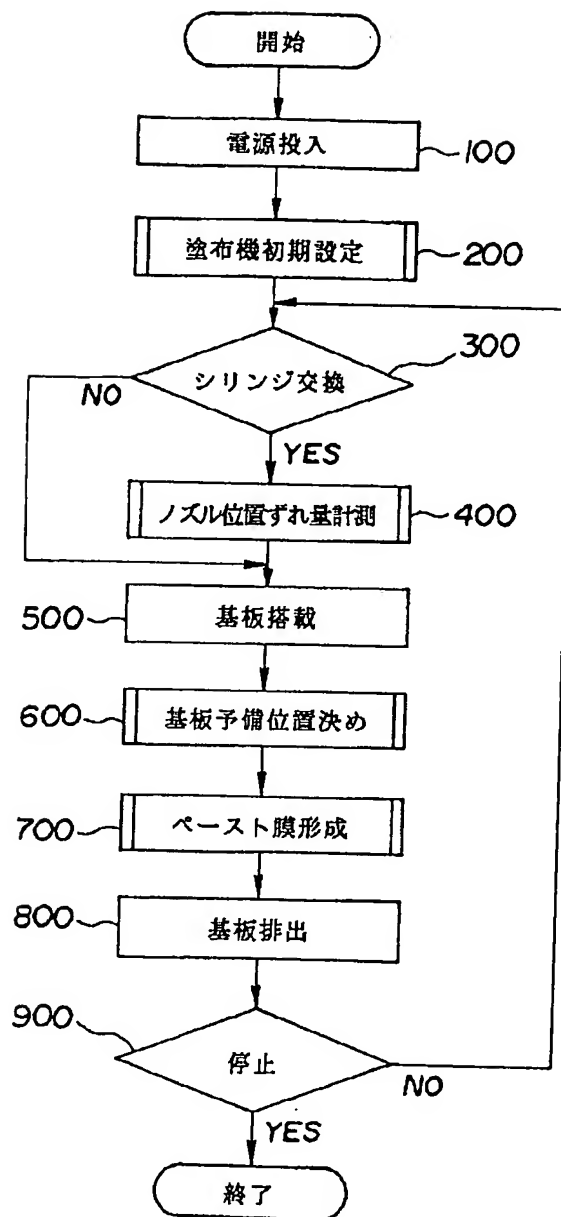 開始
電源投入
100
塗布機初期設定
200
シリンジ交換
300
NO
YES
ノズル位置ずれ量計測
400
500
基板搭載
600
基板予備位置決め
700
ペースト膜形成
800
基板排出
900
停止
NO
YES
終了